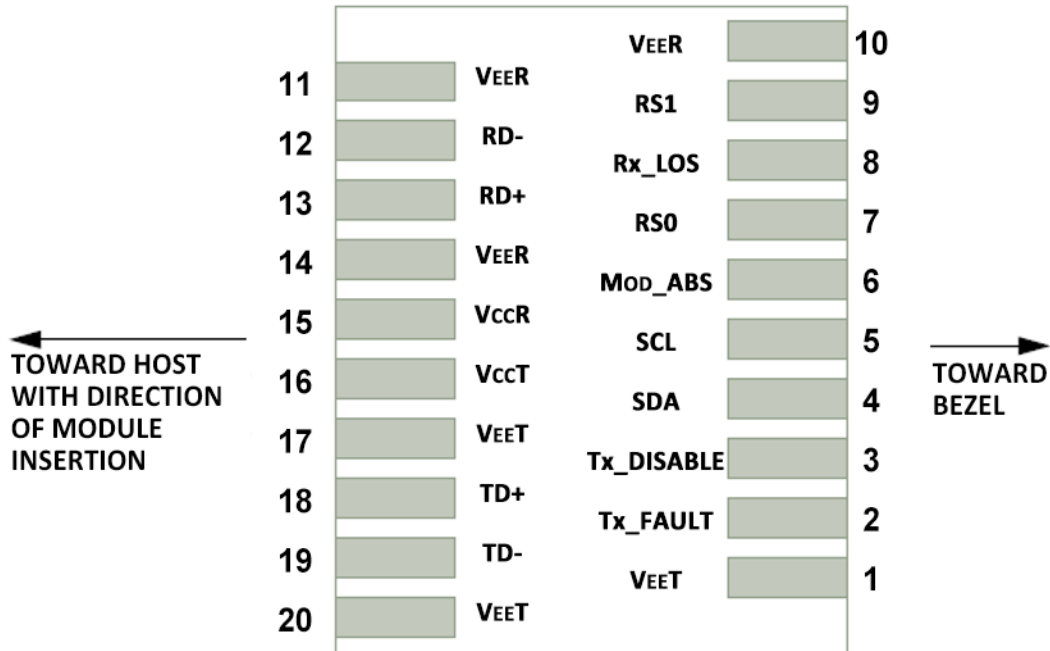 VEER 10
11 VEER
RS1 9
12 RD-
Rx_LOS 8
13 RD+
RS0 7
14 VEER
MOD_ABS 6
15 VCCR
SCL 5
TOWARD HOST
WITH DIRECTION
OF MODULE
INSERTION
TOWARD
BEZEL
16 VCCT
SDA 4
17 VEET
Tx_DISABLE 3
18 TD+
Tx_FAULT 2
19 TD-
VEET 1
20 VEET